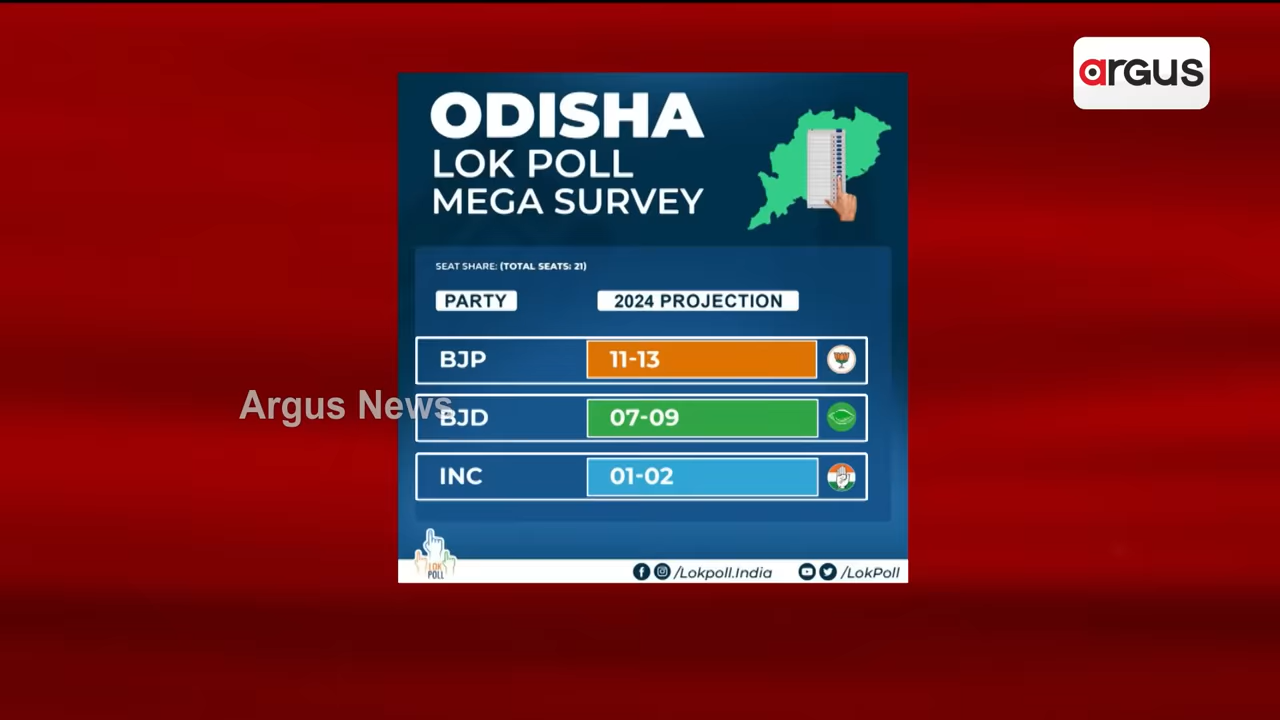 argus
ODISHA
LOK POLL
MEGA SURVEY
SEAT SHARE: (TOTAL SEATS: 21)
PARTY 2024 PROJECTION
BJP 11-13
Argus News
BJD 07-09
INC 01-02
LOK
POLL
/Lokpoll.India /LokPoll